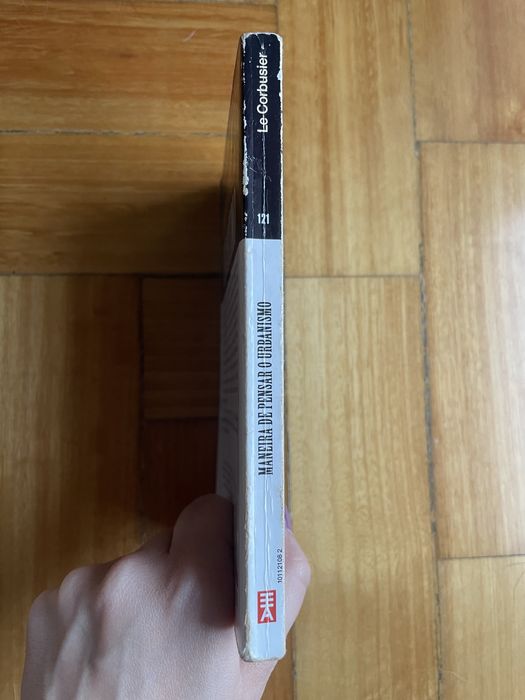 Le Corbusier
121
MANEIRA DE PENSAR O URBANISMO
10112108 2